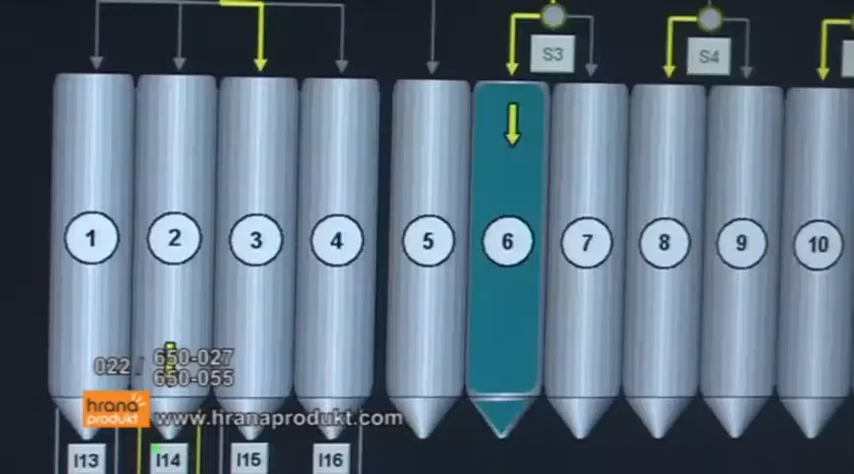 S3
S4
1
2
3
4
5
6
7
8
9
10
022 / 650-027
650-055
hrana
produkt
www.hranaprodukt.com
I13
I14
I15
I16